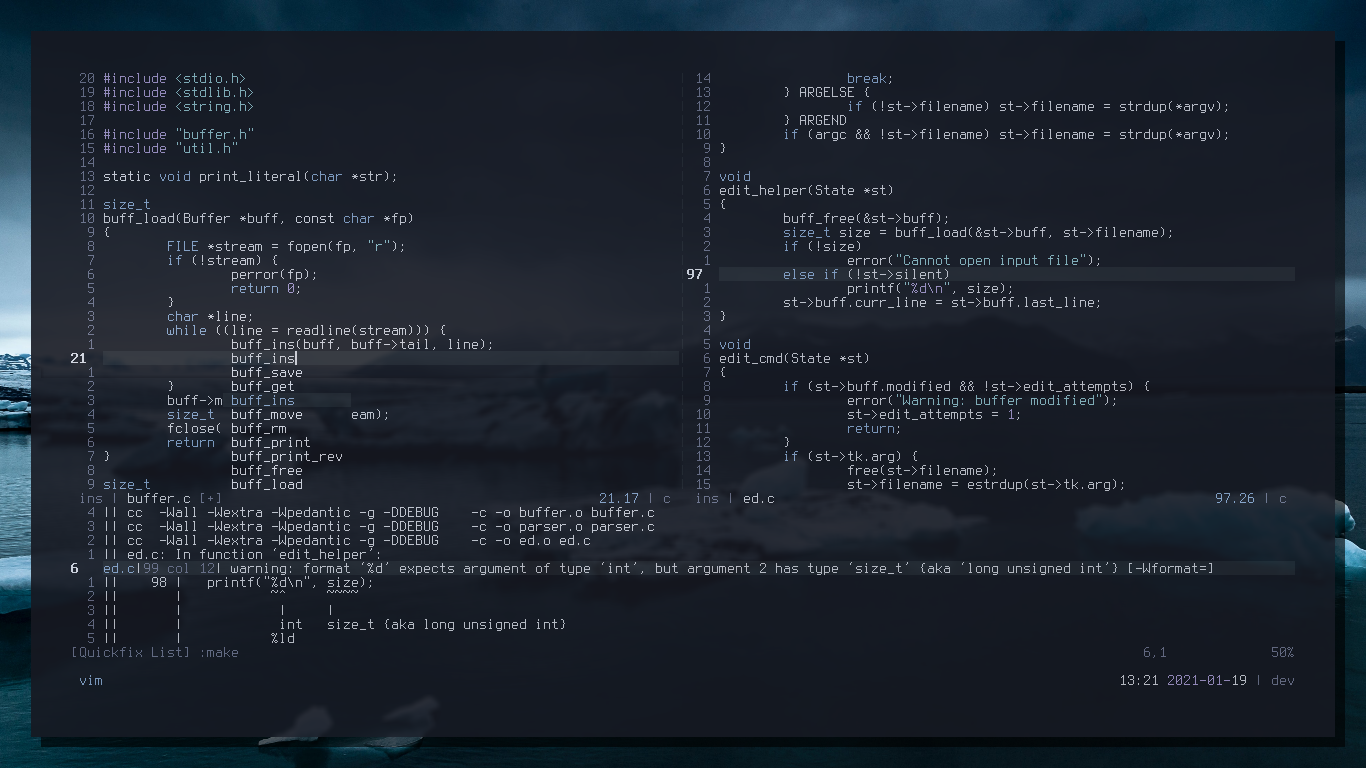 20 #include <stdio.h>
19 #include <stdlib.h>
18 #include <string.h>
17
16 #include "buffer.h"
15 #include "util.h"
14
13 static void print_literal(char *str);
12
11 size_t
10 buff_load(Buffer *buff, const char *fp)
9 {
8         FILE *stream = fopen(fp, "r");
7         if (!stream) {
6                 perror(fp);
5                 return 0;
4         }
3         char *line;
2         while ((line = readline(stream))) {
1                 buff_ins(buff, buff->tail, line);
21                 buff_ins
1                 buff_save
2         }       buff_get
3         buff->m buff_ins
4         size_t  buff_move      eam);
5         fclose( buff_rm
6         return  buff_print
7 }               buff_print_rev
8                 buff_free
9 size_t          buff_load
ins | buffer.c [+] 21.17 | c
14                 break;
13         } ARGELSE {
12                 if (!st->filename) st->filename = strdup(*argv);
11         } ARGEND
10         if (argc && !st->filename) st->filename = strdup(*argv);
9 }
8
7 void
6 edit_helper(State *st)
5 {
4         buff_free(&st->buff);
3         size_t size = buff_load(&st->buff, st->filename);
2         if (!size)
1                 error("Cannot open input file");
97         else if (!st->silent)
1                 printf("%d\n", size);
2         st->buff.curr_line = st->buff.last_line;
3 }
4
5 void
6 edit_cmd(State *st)
7 {
8         if (st->buff.modified && !st->edit_attempts) {
9                 error("Warning: buffer modified");
10                 st->edit_attempts = 1;
11                 return;
12         }
13         if (st->tk.arg) {
14                 free(st->filename);
15                 st->filename = estrdup(st->tk.arg);
ins | ed.c 97.26 | c
4 || cc  -Wall -Wextra -Wpedantic -g -DDEBUG    -c -o buffer.o buffer.c
3 || cc  -Wall -Wextra -Wpedantic -g -DDEBUG    -c -o parser.o parser.c
2 || cc  -Wall -Wextra -Wpedantic -g -DDEBUG    -c -o ed.o ed.c
1 || ed.c: In function ‘edit_helper’:
6 ed.c|99 col 12| warning: format ‘%d’ expects argument of type ‘int’, but argument 2 has type ‘size_t’ {aka ‘long unsigned int’} [-Wformat=]
1 ||    98 |   printf("%d\n", size);
2 ||       |           ~^     ~~~~
3 ||       |            |     |
4 ||       |            int   size_t {aka long unsigned int}
5 ||       |           %ld
[Quickfix List] :make 6,1 50%
vim 13:21 2021-01-19 | dev